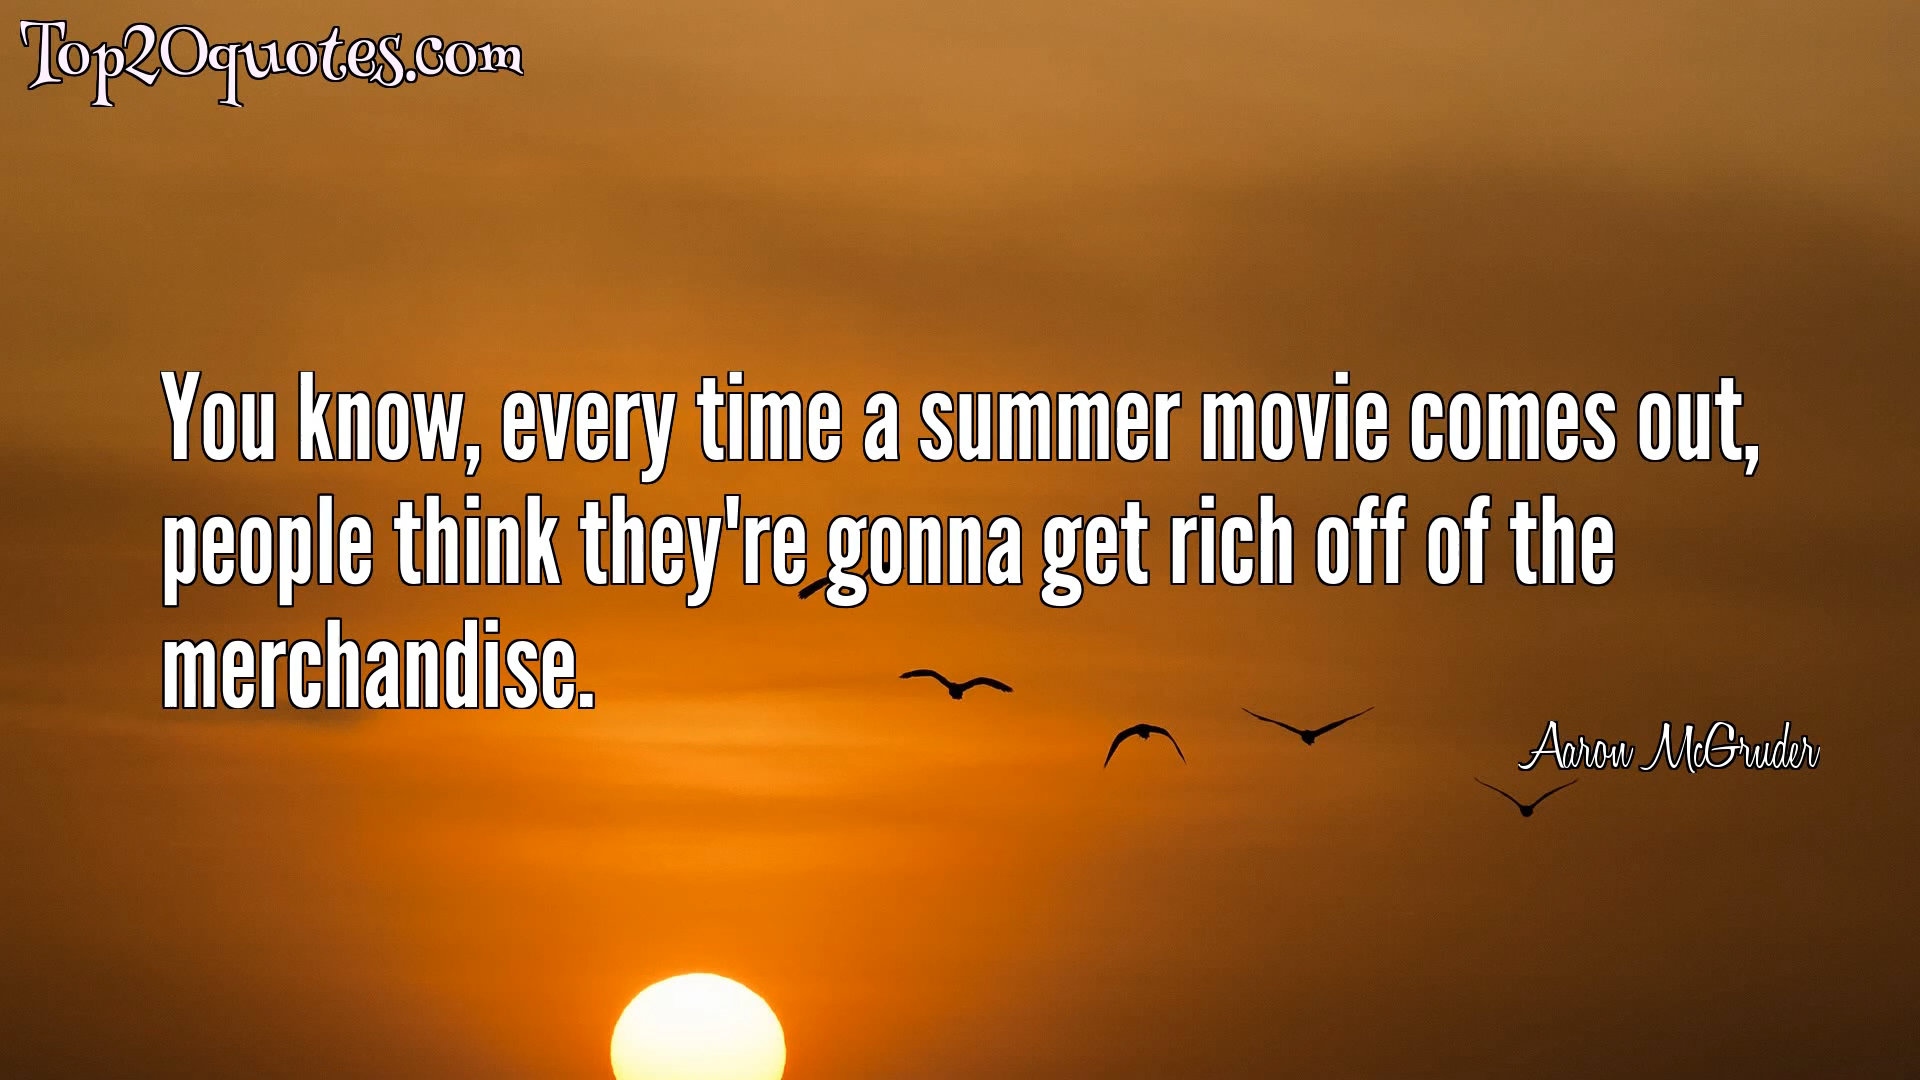 Top20quotes.com
You know, every time a summer movie comes out,
people think they're gonna get rich off of the
merchandise.
Aaron McGruder